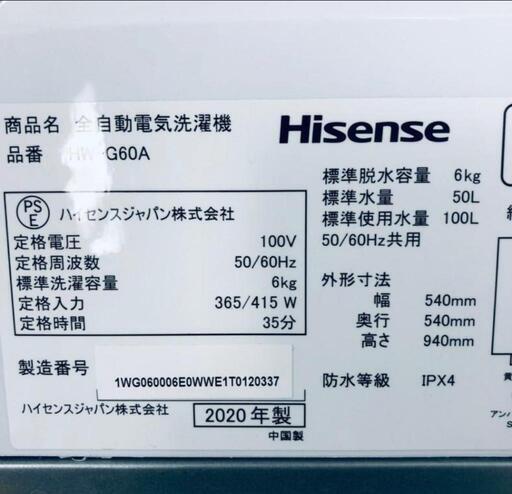 商品名 全自動電気洗濯機
Hisense
品番 HW-G60A
標準脱水容量 6kg
標準水量 50L
標準使用水量 100L
50/60Hz共用
PS
E
ハイセンスジャパン株式会社
定格電圧 100V
定格周波数 50/60Hz
標準洗濯容量 6kg
定格入力 365/415 W
定格時間 35分
外形寸法
幅 540mm
奥行 540mm
高さ 940mm
製造番号 1WG060006E0WWE1T0120337
防水等級 IPX4
ハイセンスジャパン株式会社
2020 年製
中国製
アンバ